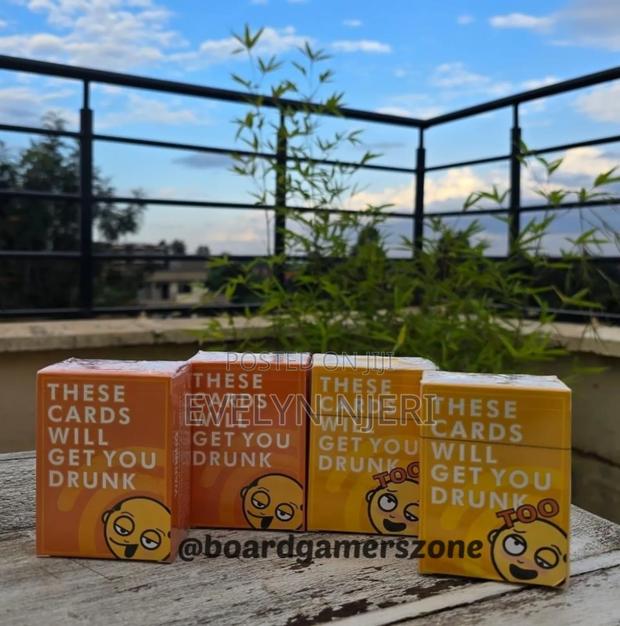 THESE
CARDS
WILL
GET YOU
DRUNK
THESE
CARDS
WILL
GET YOU
DRUNK
THESE
CARDS
WILL
GET YOU
DRUNK
TOO
THESE
CARDS
WILL
GET YOU
DRUNK
TOO
POSTED ON JIJI
EVELYN NJERI
@boardgamerszone